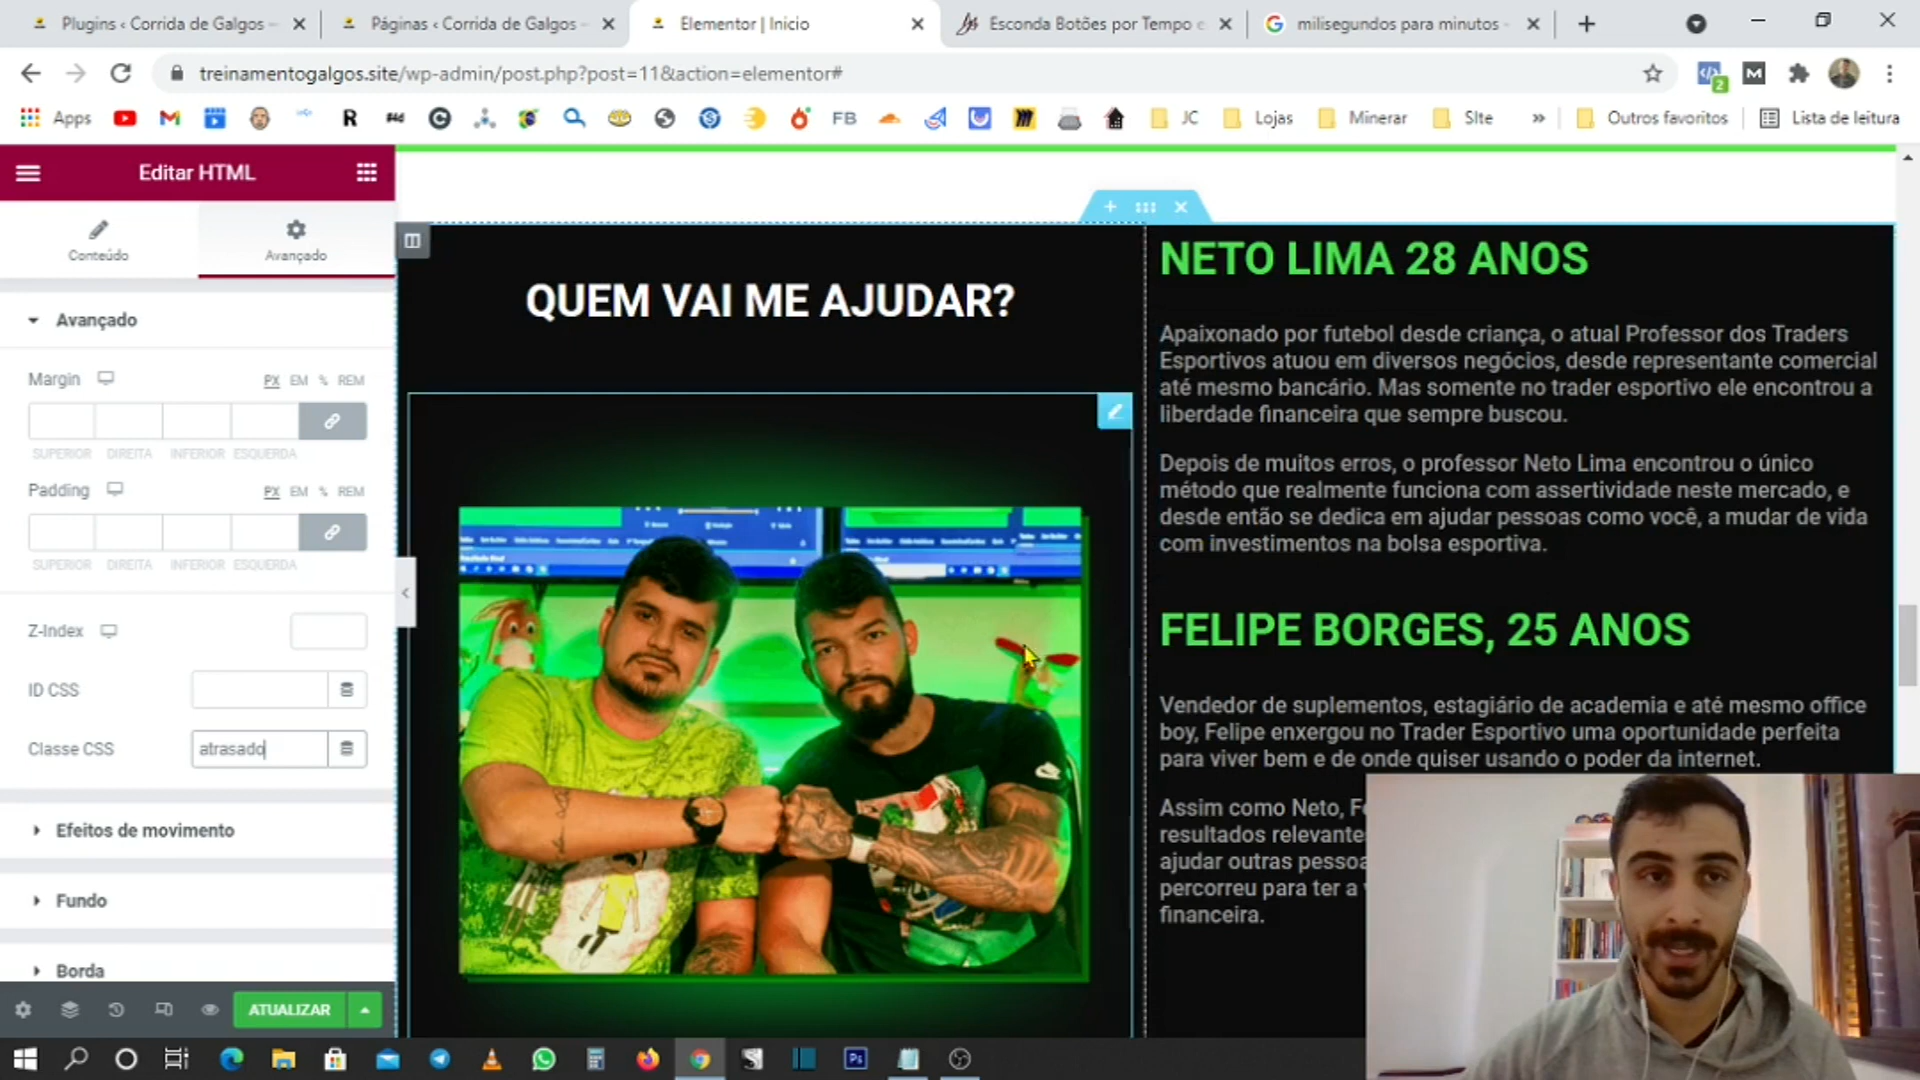 Plugins ‹ Corrida de Galgos –
Páginas ‹ Corrida de Galgos –
Elementor | Inicio
Esconda Botões por Tempo e
milisegundos para minutos -
treinamentogalgos.site/wp-admin/post.php?post=11&action=elementor#
2
M
Apps
FB
JC
Lojas
Minerar
SIte
»
Outros favoritos
Lista de leitura
Editar HTML
Conteúdo
Avançado
Avançado
Margin
PX EM % REM
SUPERIOR DIREITA INFERIOR ESQUERDA
Padding
PX EM % REM
SUPERIOR DIREITA INFERIOR ESQUERDA
Z-Index
ID CSS
Classe CSS
atrasado
Efeitos de movimento
Fundo
Borda
ATUALIZAR
QUEM VAI ME AJUDAR?
NETO LIMA 28 ANOS
Apaixonado por futebol desde criança, o atual Professor dos Traders
Esportivos atuou em diversos negócios, desde representante comercial
até mesmo bancário. Mas somente no trader esportivo ele encontrou a
liberdade financeira que sempre buscou.
Depois de muitos erros, o professor Neto Lima encontrou o único
método que realmente funciona com assertividade neste mercado, e
desde então se dedica em ajudar pessoas como você, a mudar de vida
com investimentos na bolsa esportiva.
FELIPE BORGES, 25 ANOS
Vendedor de suplementos, estagiário de academia e até mesmo office
boy, Felipe enxergou no Trader Esportivo uma oportunidade perfeita
para viver bem e de onde quiser usando o poder da internet.
Assim como Neto, Fe
resultados relevante
ajudar outras pessoa
percorreu para ter a
financeira.
Ps